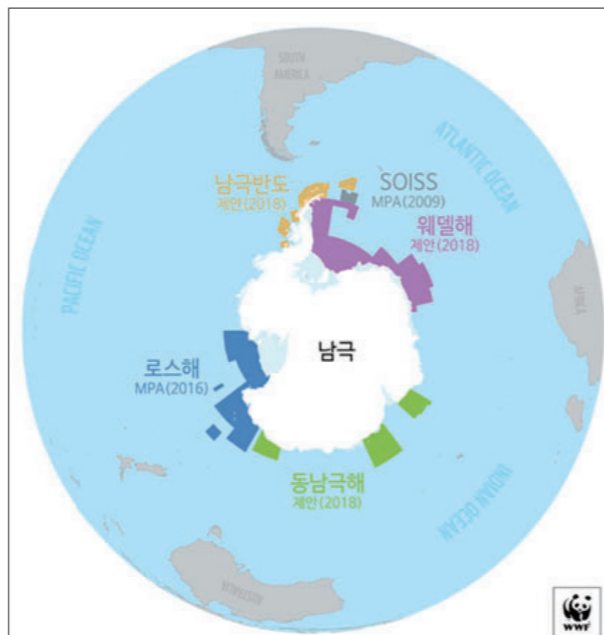 SOUTH
AMERICA
ATLANTIC OCEAN
남극반도
제안(2018)
SOISS
MPA(2009)
웨델해
제안(2018)
PACIFIC OCEAN
AFRICA
남극
로스해
MPA(2016)
동남극해
제안(2018)
INDIAN OCEAN
AUSTRALIA
WWF